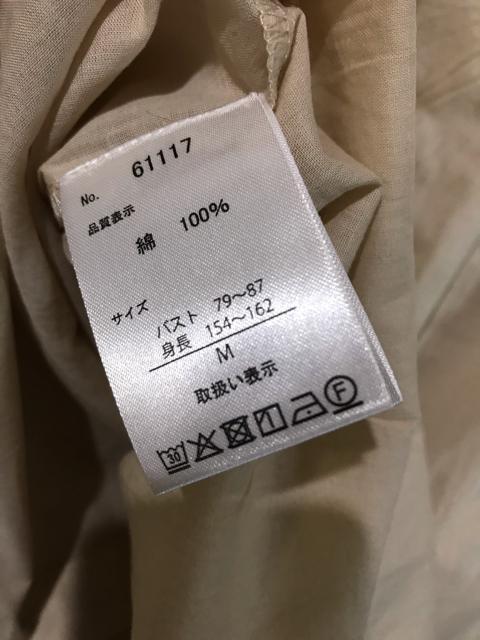 No. 61117
品質表示
綿 100%
サイズ
バスト 79〜87
身長 154〜162
M
取扱い表示
30 F